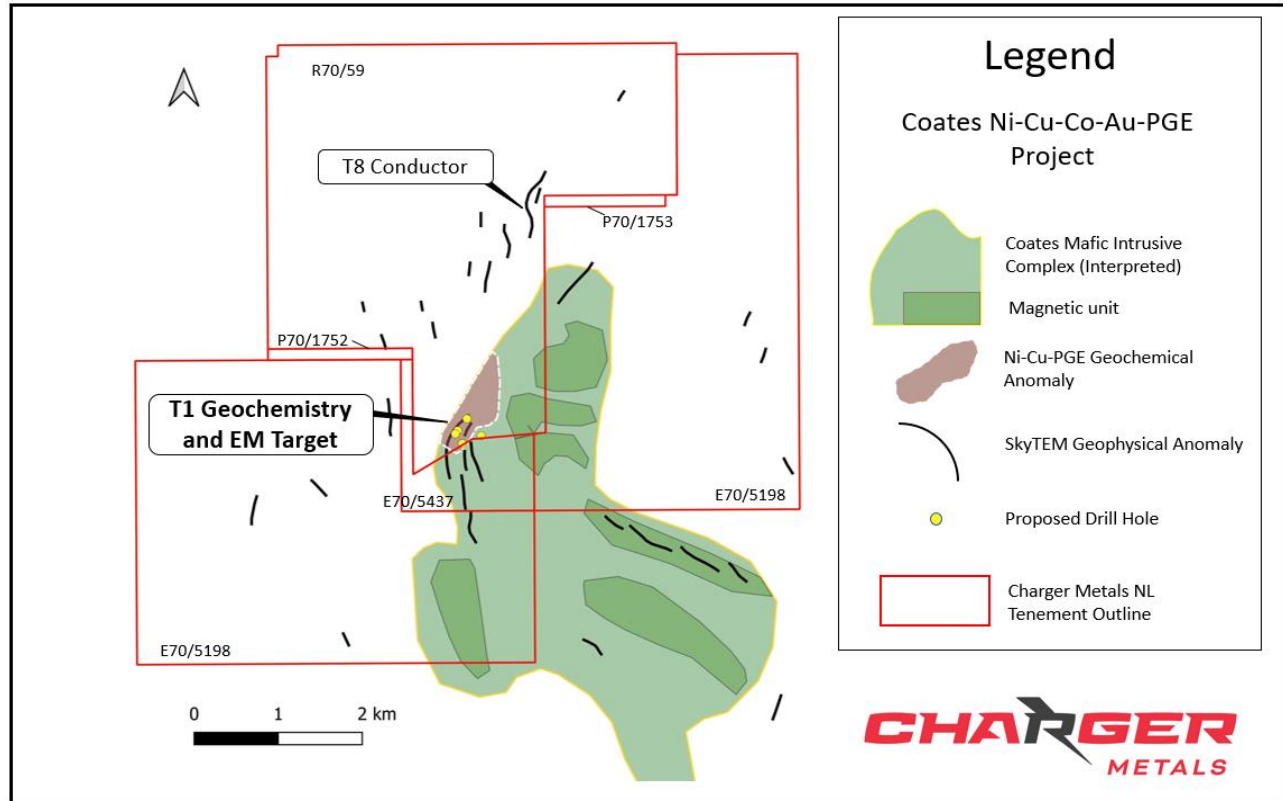 R70/59
T8 Conductor
P70/1753
P70/1752
T1 Geochemistry
and EM Target
E70/5437
E70/5198
E70/5198
0 1 2 km
Legend
Coates Ni-Cu-Co-Au-PGE
Project
Coates Mafic Intrusive
Complex (Interpreted)
Magnetic unit
Ni-Cu-PGE Geochemical
Anomaly
SkyTEM Geophysical Anomaly
Proposed Drill Hole
Charger Metals NL
Tenement Outline
CHARGER
METALS